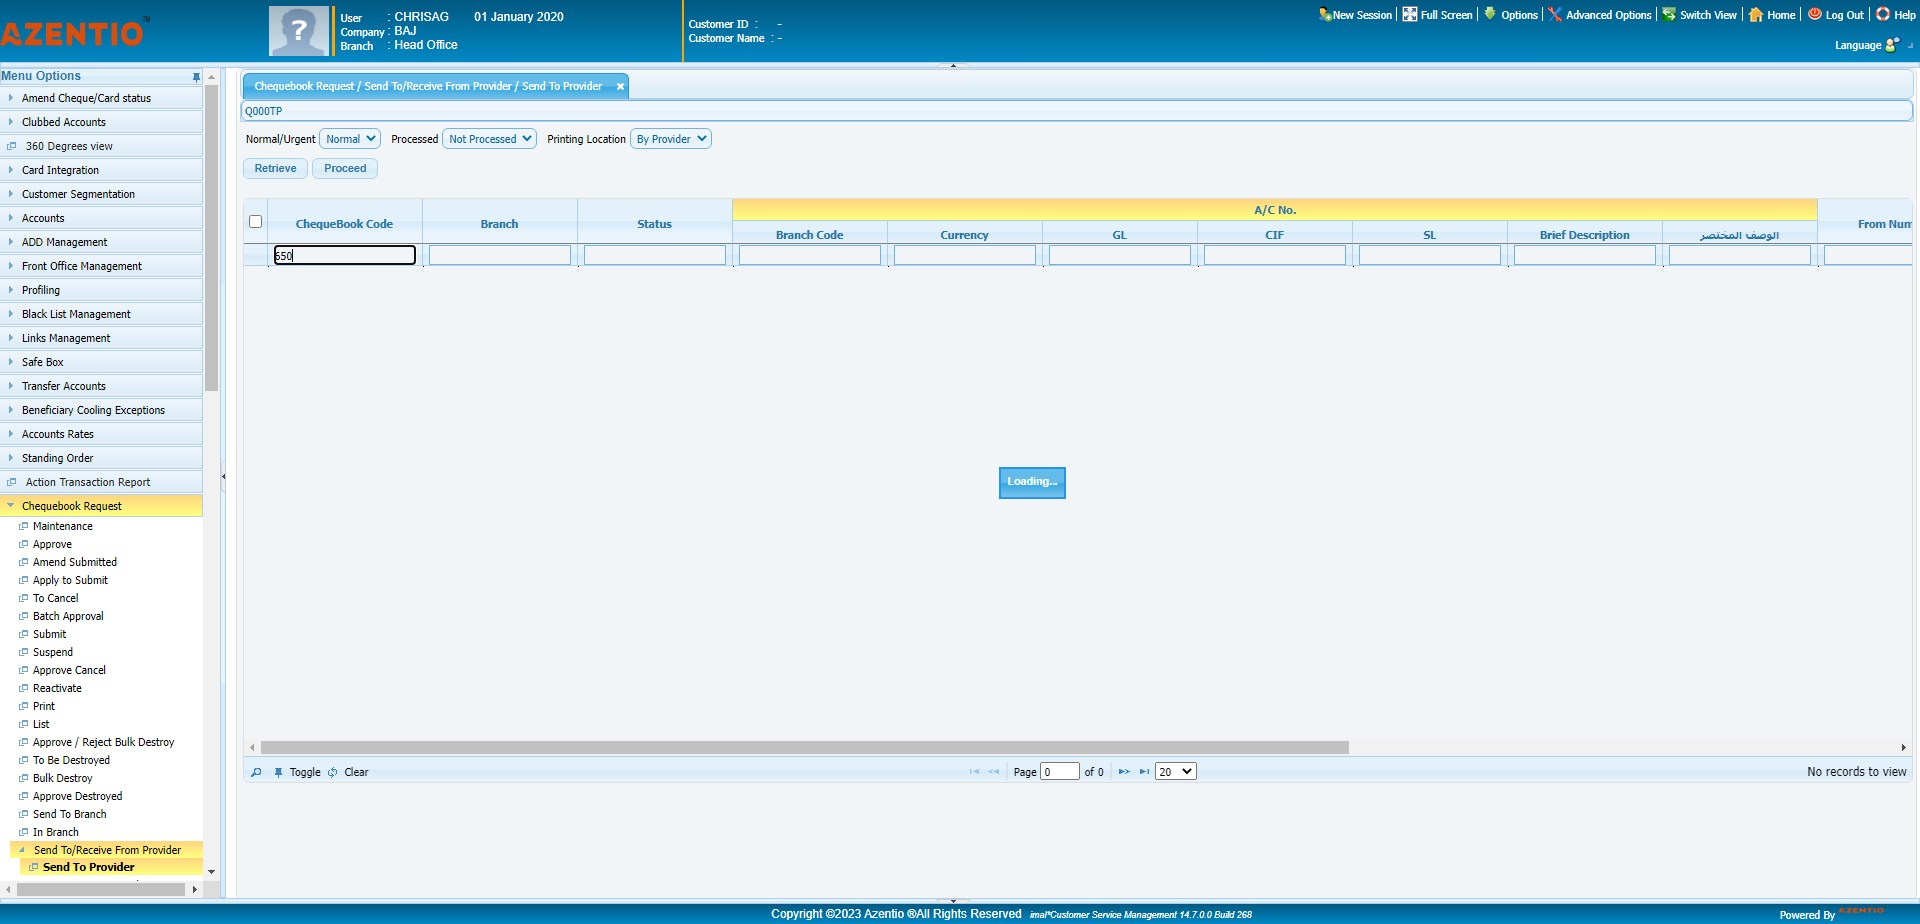 AZENTIO™
User : CHRISAG 01 January 2020
Company : BAJ
Branch : Head Office
Customer ID : -
Customer Name : -
New Session Full Screen Options Advanced Options Switch View Home Log Out Help
Language
Menu Options
Amend Cheque/Card status
Clubbed Accounts
360 Degrees view
Card Integration
Customer Segmentation
Accounts
ADD Management
Front Office Management
Profiling
Black List Management
Links Management
Safe Box
Transfer Accounts
Beneficiary Cooling Exceptions
Accounts Rates
Standing Order
Action Transaction Report
Chequebook Request
Maintenance
Approve
Amend Submitted
Apply to Submit
To Cancel
Batch Approval
Submit
Suspend
Approve Cancel
Reactivate
Print
List
Approve / Reject Bulk Destroy
To Be Destroyed
Bulk Destroy
Approve Destroyed
Send To Branch
In Branch
Send To/Receive From Provider
Send To Provider
Chequebook Request / Send To/Receive From Provider / Send To Provider
Q000TP
Normal/Urgent Normal Processed Not Processed Printing Location By Provider
Retrieve Proceed
ChequeBook Code Branch Status A/C No. From Num
Branch Code Currency GL CIF SL Brief Description الوصف المختصر
650
Loading...
Toggle Clear Page 0 of 0 20 No records to view
Copyright ©2023 Azentio ®All Rights Reserved imal*Customer Service Management 14.7.0.0 Build 268
Powered By AZENTIO